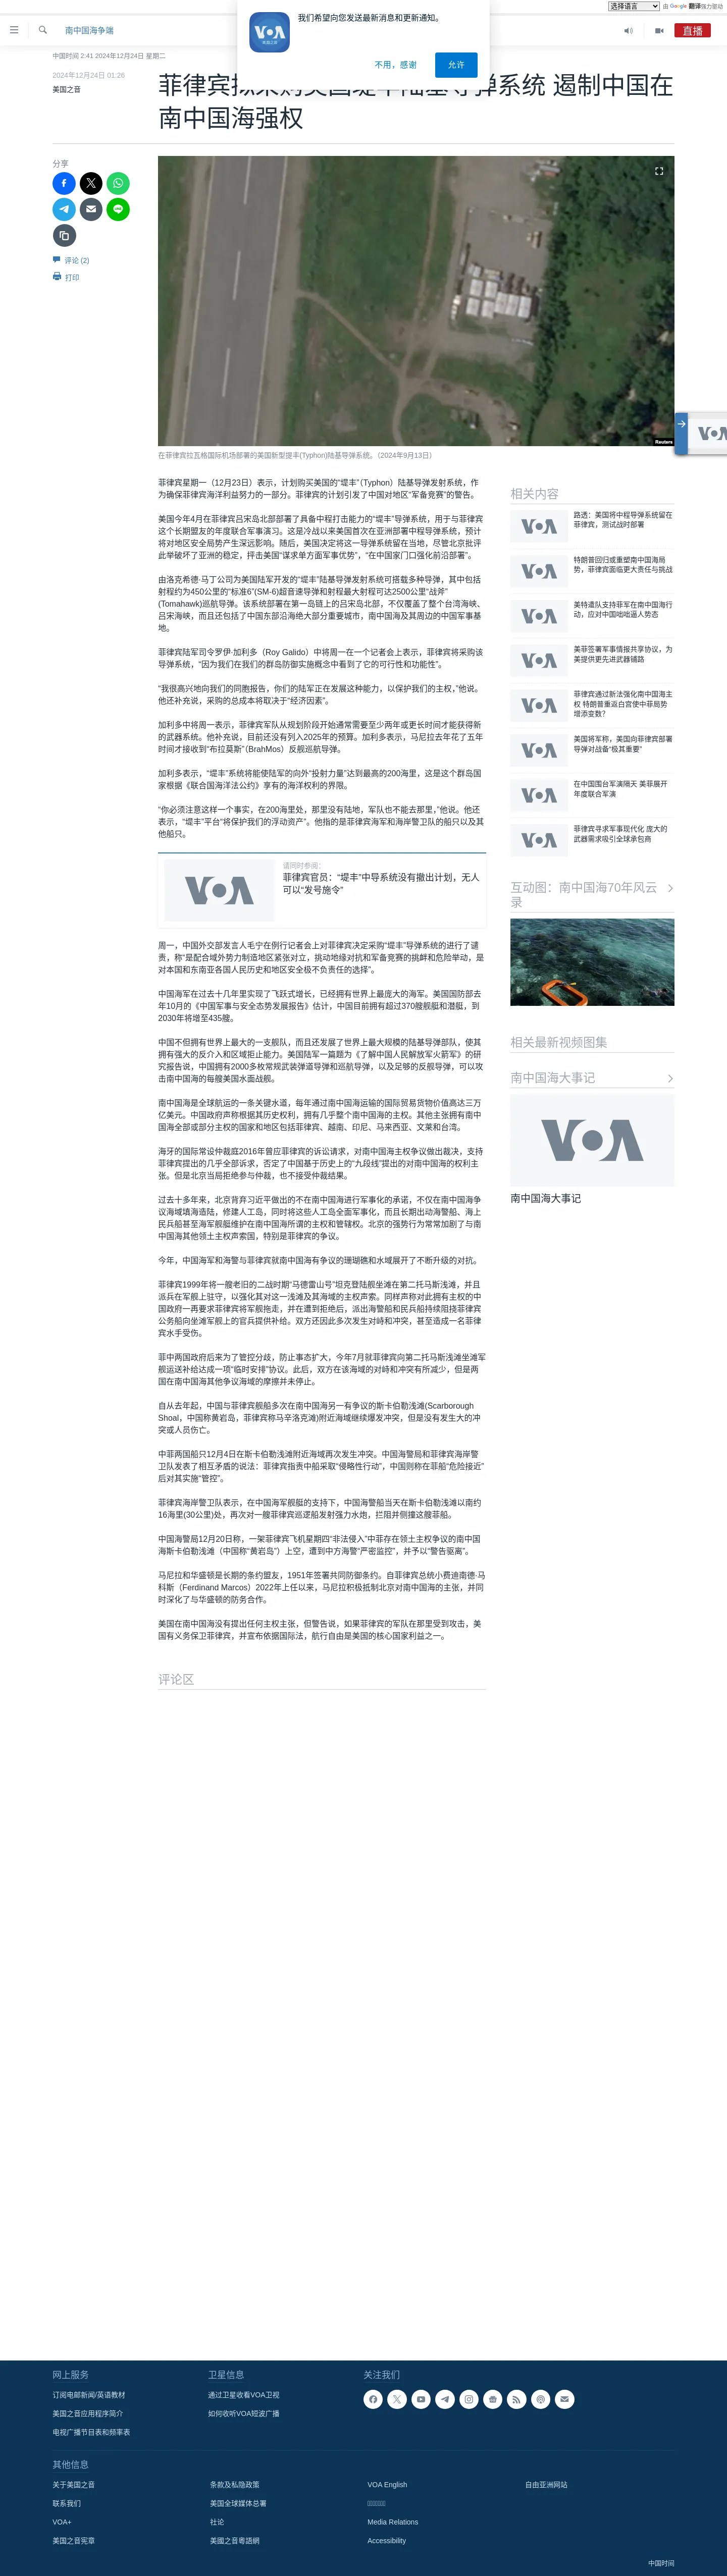 选择语言 由 Google 翻译强力驱动
我们希望向您发送最新消息和更新通知。
不用，感谢
允许
南中国海争端
直播
中国时间 2:41 2024年12月24日 星期二
2024年12月24日 01:26
美国之音
菲律宾拟采购美国堤丰陆基导弹系统 遏制中国在
南中国海强权
分享
评论 (2)
打印
Reuters
在菲律宾拉瓦格国际机场部署的美国新型提丰(Typhon)陆基导弹系统。（2024年9月13日）
菲律宾星期一（12月23日）表示，计划购买美国的“堤丰”（Typhon）陆基导弹发射系统，作
为确保菲律宾海洋利益努力的一部分。菲律宾的计划引发了中国对地区“军备竞赛”的警告。
美国今年4月在菲律宾吕宋岛北部部署了具备中程打击能力的“堤丰”导弹系统，用于与菲律宾
这个长期盟友的年度联合军事演习。这是冷战以来美国首次在亚洲部署中程导弹系统，预计
将对地区安全局势产生深远影响。随后，美国决定将这一导弹系统留在当地，尽管北京批评
此举破坏了亚洲的稳定，抨击美国“谋求单方面军事优势”，“在中国家门口强化前沿部署”。
由洛克希德·马丁公司为美国陆军开发的“堤丰”陆基导弹发射系统可搭载多种导弹，其中包括
射程约为450公里的“标准6”(SM-6)超音速导弹和射程最大射程可达2500公里“战斧”
(Tomahawk)巡航导弹。该系统部署在第一岛链上的吕宋岛北部，不仅覆盖了整个台湾海峡、
吕宋海峡，而且还包括了中国东部沿海绝大部分重要城市，南中国海及其周边的中国军事基
地。
菲律宾陆军司令罗伊·加利多（Roy Galido）中将周一在一个记者会上表示，菲律宾将采购该
导弹系统，“因为我们在我们的群岛防御实施概念中看到了它的可行性和功能性”。
“我很高兴地向我们的同胞报告，你们的陆军正在发展这种能力，以保护我们的主权，”他说。
他还补充说，采购的总成本将取决于“经济因素”。
加利多中将周一表示，菲律宾军队从规划阶段开始通常需要至少两年或更长时间才能获得新
的武器系统。他补充说，目前还没有列入2025年的预算。加利多表示，马尼拉去年花了五年
时间才接收到“布拉莫斯”（BrahMos）反舰巡航导弹。
加利多表示，“堤丰”系统将能使陆军的向外“投射力量”达到最高的200海里，这是这个群岛国
家根据《联合国海洋法公约》享有的海洋权利的界限。
“你必须注意这样一个事实，在200海里处，那里没有陆地，军队也不能去那里，”他说。他还
表示，“堤丰”平台“将保护我们的浮动资产”。他指的是菲律宾海军和海岸警卫队的船只以及其
他船只。
请同时参阅:
VOA
菲律宾官员：“堤丰”中导系统没有撤出计划，无人
可以“发号施令”
周一，中国外交部发言人毛宁在例行记者会上对菲律宾决定采购“堤丰”导弹系统的进行了谴
责，称“是配合域外势力制造地区紧张对立，挑动地缘对抗和军备竞赛的挑衅和危险举动，是
对本国和东南亚各国人民历史和地区安全极不负责任的选择”。
中国海军在过去十几年里实现了飞跃式增长，已经拥有世界上最庞大的海军。美国国防部去
年10月的《中国军事与安全态势发展报告》估计，中国目前拥有超过370艘舰艇和潜艇，到
2030年将增至435艘。
中国不但拥有世界上最大的一支舰队，而且还发展了世界上最大规模的陆基导弹部队，使其
拥有强大的反介入和区域拒止能力。美国陆军一篇题为《了解中国人民解放军火箭军》的研
究报告说，中国拥有2000多枚常规武装弹道导弹和巡航导弹，以及足够的反舰导弹，可以攻
击南中国海的每艘美国水面战舰。
南中国海是全球航运的一条关键水道，每年通过南中国海运输的国际贸易货物价值高达三万
亿美元。中国政府声称根据其历史权利，拥有几乎整个南中国海的主权。其他主张拥有南中
国海全部或部分主权的国家和地区包括菲律宾、越南、印尼、马来西亚、文莱和台湾。
海牙的国际常设仲裁庭2016年曾应菲律宾的诉讼请求，对南中国海主权争议做出裁决，支持
菲律宾提出的几乎全部诉求，否定了中国基于历史上的“九段线”提出的对南中国海的权利主
张。但是北京当局拒绝参与仲裁，也不接受仲裁结果。
过去十多年来，北京背弃习近平做出的不在南中国海进行军事化的承诺，不仅在南中国海争
议海域填海造陆，修建人工岛，同时将这些人工岛全面军事化，而且长期出动海警船、海上
民兵船甚至海军舰艇维护在南中国海所谓的主权和管辖权。北京的强势行为常常加剧了与南
中国海其他领土主权声索国，特别是菲律宾的争议。
今年，中国海军和海警与菲律宾就南中国海有争议的珊瑚礁和水域展开了不断升级的对抗。
菲律宾1999年将一艘老旧的二战时期“马德雷山号”坦克登陆舰坐滩在第二托马斯浅滩，并且
派兵在军舰上驻守，以强化其对这一浅滩及其海域的主权声索。同样声称对此拥有主权的中
国政府一再要求菲律宾将军舰拖走，并在遭到拒绝后，派出海警船和民兵船持续阻挠菲律宾
公务船向坐滩军舰上的官兵提供补给。双方还因此多次发生对峙和冲突，甚至造成一名菲律
宾水手受伤。
菲中两国政府后来为了管控分歧，防止事态扩大，今年7月就菲律宾向第二托马斯浅滩坐滩军
舰运送补给达成一项“临时安排”协议。此后，双方在该海域的对峙和冲突有所减少，但是两
国在南中国海其他争议海域的摩擦并未停止。
自从去年起，中国与菲律宾舰船多次在南中国海另一有争议的斯卡伯勒浅滩(Scarborough
Shoal，中国称黄岩岛，菲律宾称马辛洛克滩)附近海域继续爆发冲突，但是没有发生大的冲
突或人员伤亡。
中菲两国船只12月4日在斯卡伯勒浅滩附近海域再次发生冲突。中国海警局和菲律宾海岸警
卫队发表了相互矛盾的说法：菲律宾指责中船采取“侵略性行动”，中国则称在菲船“危险接近”
后对其实施“管控”。
菲律宾海岸警卫队表示，在中国海军舰艇的支持下，中国海警船当天在斯卡伯勒浅滩以南约
16海里(30公里)处，再次对一艘菲律宾巡逻船发射强力水炮，拦阻并侧撞这艘菲船。
中国海警局12月20日称，一架菲律宾飞机星期四“非法侵入”中菲存在领土主权争议的南中国
海斯卡伯勒浅滩（中国称“黄岩岛”）上空，遭到中方海警“严密监控”，并予以“警告驱离”。
马尼拉和华盛顿是长期的条约盟友，1951年签署共同防御条约。自菲律宾总统小费迪南德·马
科斯（Ferdinand Marcos）2022年上任以来，马尼拉积极抵制北京对南中国海的主张，并同
时深化了与华盛顿的防务合作。
美国在南中国海没有提出任何主权主张，但警告说，如果菲律宾的军队在那里受到攻击，美
国有义务保卫菲律宾，并宣布依据国际法，航行自由是美国的核心国家利益之一。
评论区
相关内容
路透：美国将中程导弹系统留在
菲律宾，测试战时部署
特朗普回归或重塑南中国海局
势，菲律宾面临更大责任与挑战
美特遣队支持菲军在南中国海行
动，应对中国咄咄逼人势态
美菲签署军事情报共享协议，为
美提供更先进武器铺路
菲律宾通过新法强化南中国海主
权 特朗普重返白宫使中菲局势
增添变数？
美国将军称，美国向菲律宾部署
导弹对战备“极其重要”
在中国围台军演隔天 美菲展开
年度联合军演
菲律宾寻求军事现代化 庞大的
武器需求吸引全球承包商
互动图：南中国海70年风云
录
相关最新视频图集
南中国海大事记
VOA
南中国海大事记
网上服务
订阅电邮新闻/英语教材
美国之音应用程序简介
电视广播节目表和频率表
卫星信息
通过卫星收看VOA卫视
如何收听VOA短波广播
关注我们
其他信息
关于美国之音
联系我们
VOA+
美国之音宪章
条款及私隐政策
美国全球媒体总署
社论
美國之音粵語網
VOA English
Media Relations
Accessibility
自由亚洲网站
中国时间